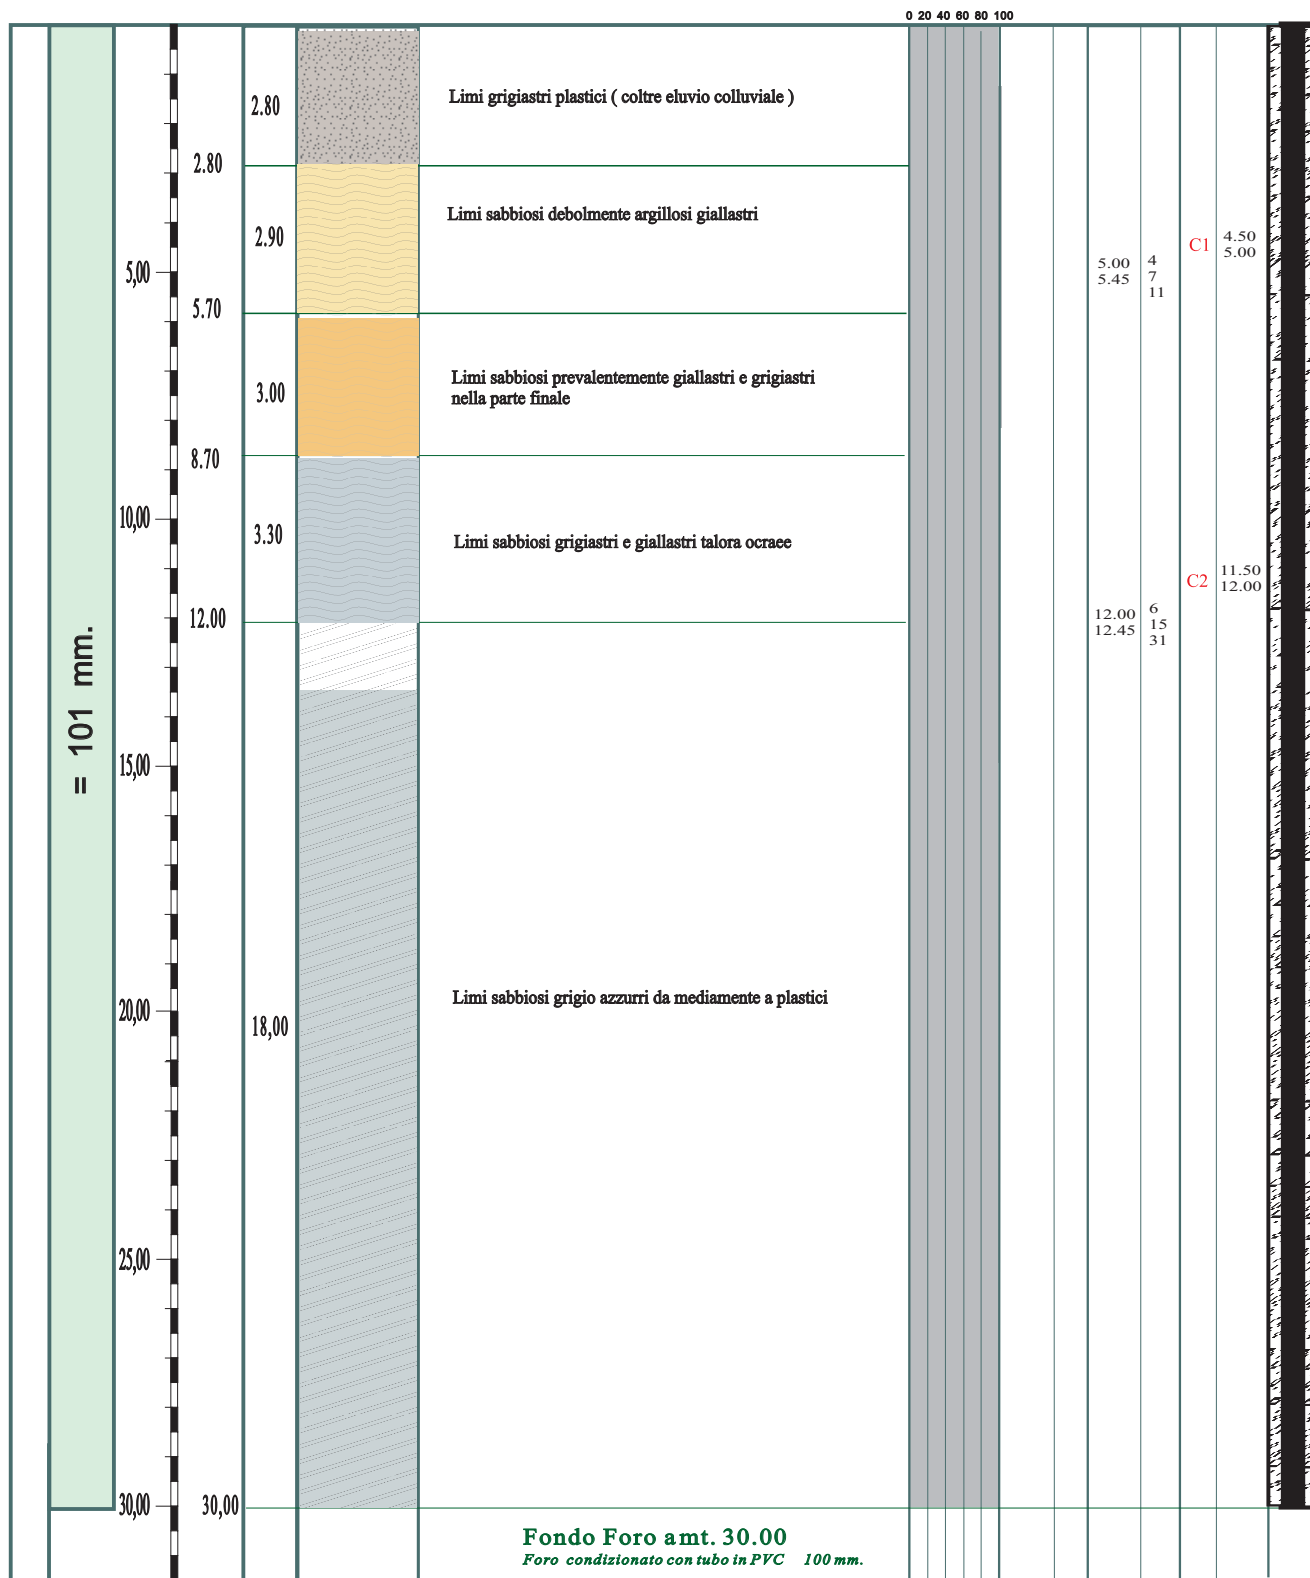 0 20 40 60 80 100
2.80
Limi grigiastri plastici ( coltre eluvio colluviale )
2.80
Limi sabbiosi debolmente argillosi giallastri
2.90
C1
4.50
5.00
5,00
5.00
5.45
4
7
11
5.70
3.00
Limi sabbiosi prevalentemente giallastri e grigiastri
nella parte finale
8.70
10,00
3.30
Limi sabbiosi grigiastri e giallastri talora ocraee
C2
11.50
12.00
12.00
12.00
12.45
6
15
31
= 101 mm.
15,00
20,00
18,00
Limi sabbiosi grigio azzurri da mediamente a plastici
25,00
30,00
30,00
Fondo Foro a mt. 30.00
Foro condizionato con tubo in PVC 100 mm.